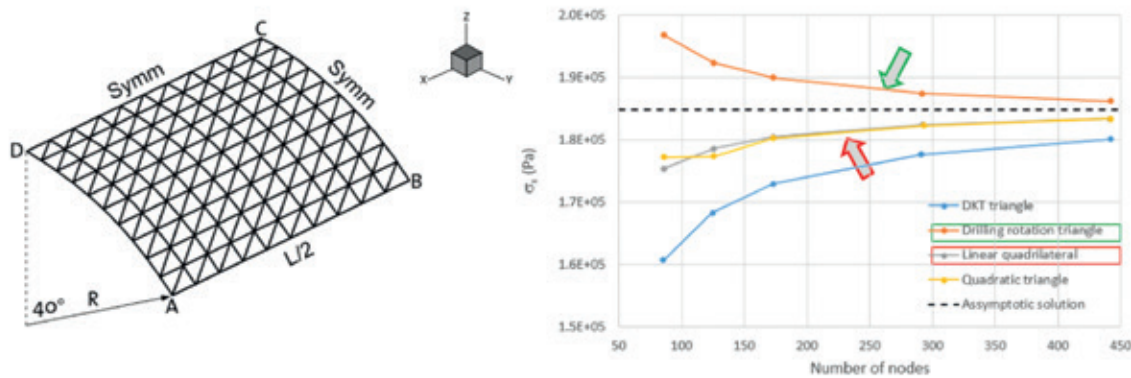 C
Symm
Symm
D
B
L/2
40°
R
A
Z
X
Y
2.0E+05
1.9E+05
1.8E+05
1.7E+05
1.6E+05
1.5E+05
σₓ (Pa)
DKT triangle
Drilling rotation triangle
Linear quadrilateral
Quadratic triangle
Assymptotic solution
50 100 150 200 250 300 350 400 450
Number of nodes